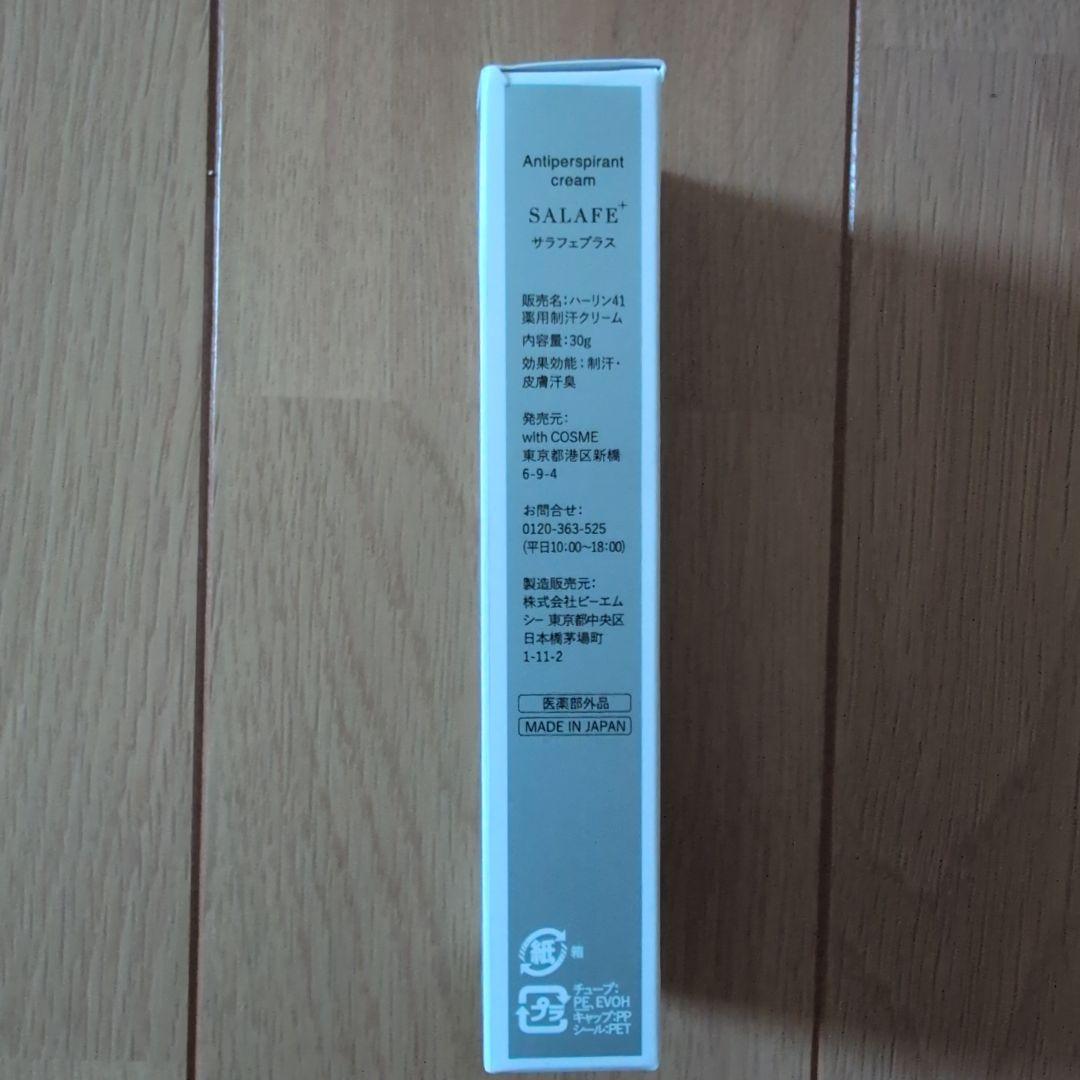 Antiperspirant
cream
SALAFE+
サラフェプラス
販売名：ハーリン41
薬用制汗クリーム
内容量：30g
効果効能：制汗・
皮膚汗臭
発売元：
wIth COSME
東京都港区新橋
6-9-4
お問合せ：
0120-363-525
(平日10:00~18:00)
製造販売元：
株式会社ピーエム
シー 東京都中央区
日本橋茅場町
1-11-2
医薬部外品
MADE IN JAPAN
紙 箱
プラ
チューブ：
PE, EVOH
キャップ:PP
シール:PET